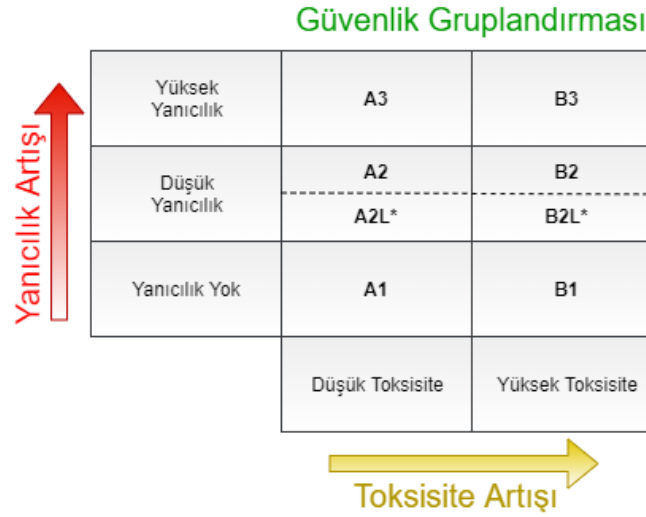 Güvenlik Gruplandırması
Yanıcılık Artışı
Yüksek
Yanıcılık
A3
B3
Düşük
Yanıcılık
A2
B2
A2L*
B2L*
Yanıcılık Yok
A1
B1
Düşük Toksisite
Yüksek Toksisite
Toksisite Artışı